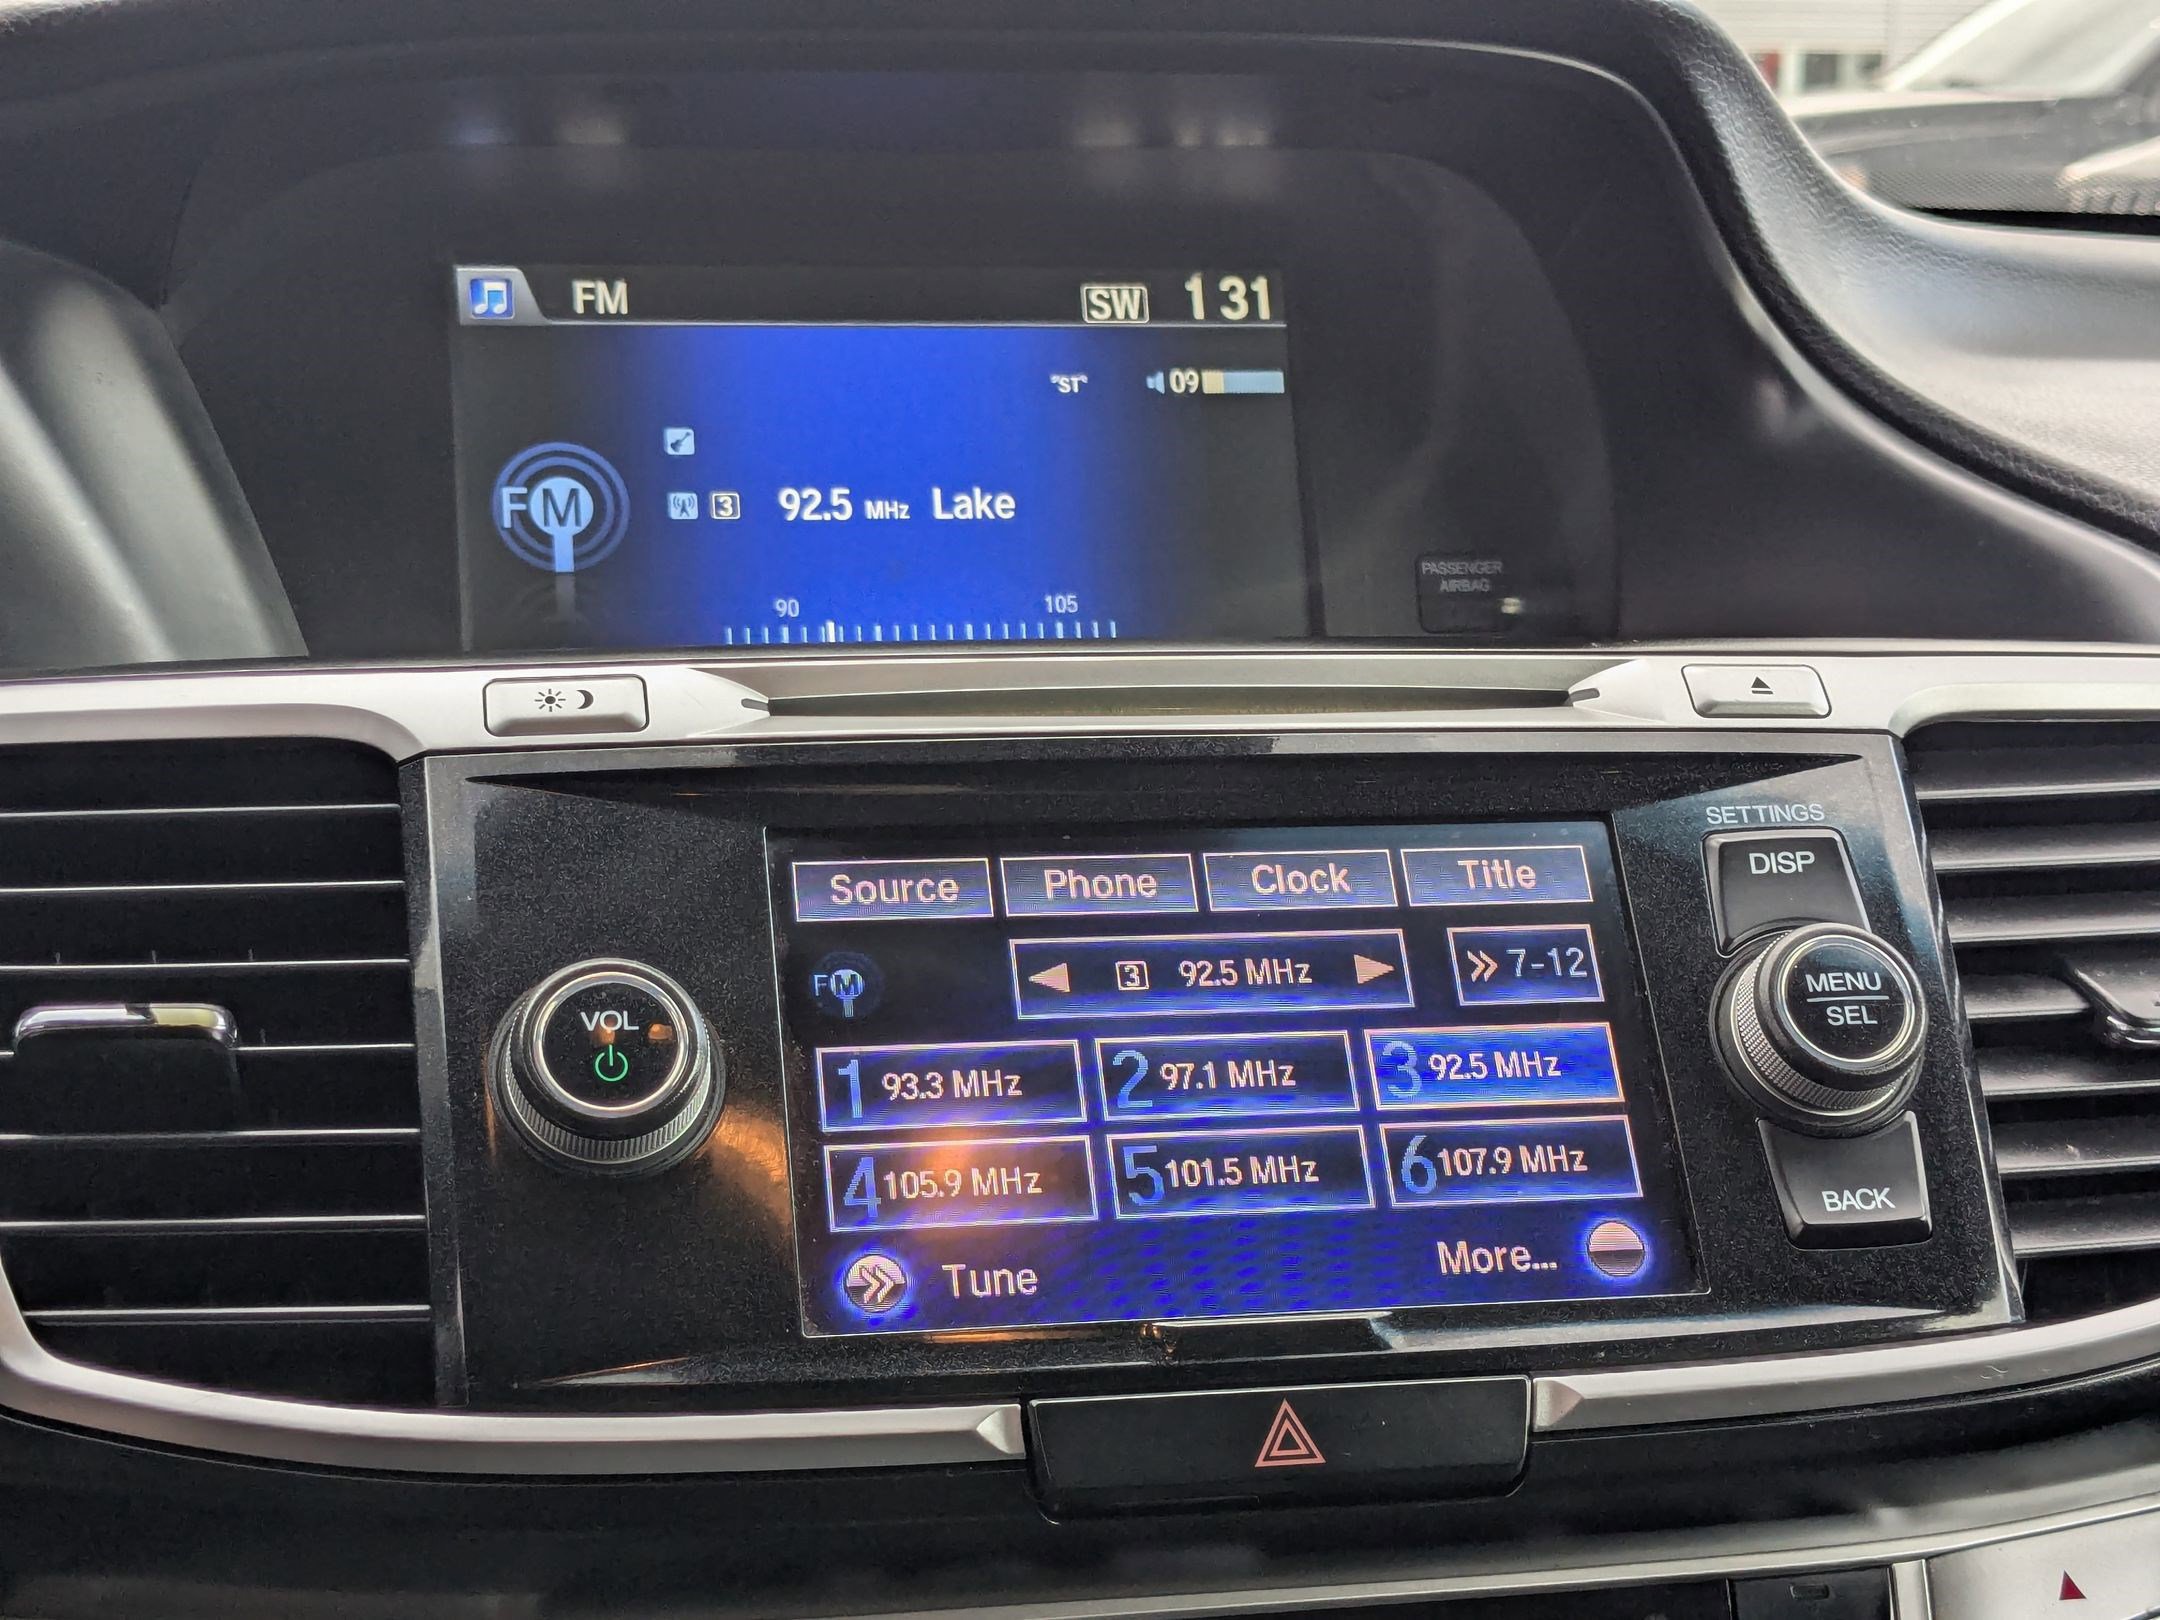 FM SW 1 31
"ST" 09
FM
3 92.5 MHz Lake
90 105
PASSENGER
AIRBAG
SETTINGS
DISP
MENU
SEL
BACK
VOL
Source Phone Clock Title
FM 3 92.5 MHz 7-12
1 93.3 MHz 2 97.1 MHz 3 92.5 MHz
4 105.9 MHz 5 101.5 MHz 6 107.9 MHz
Tune More...